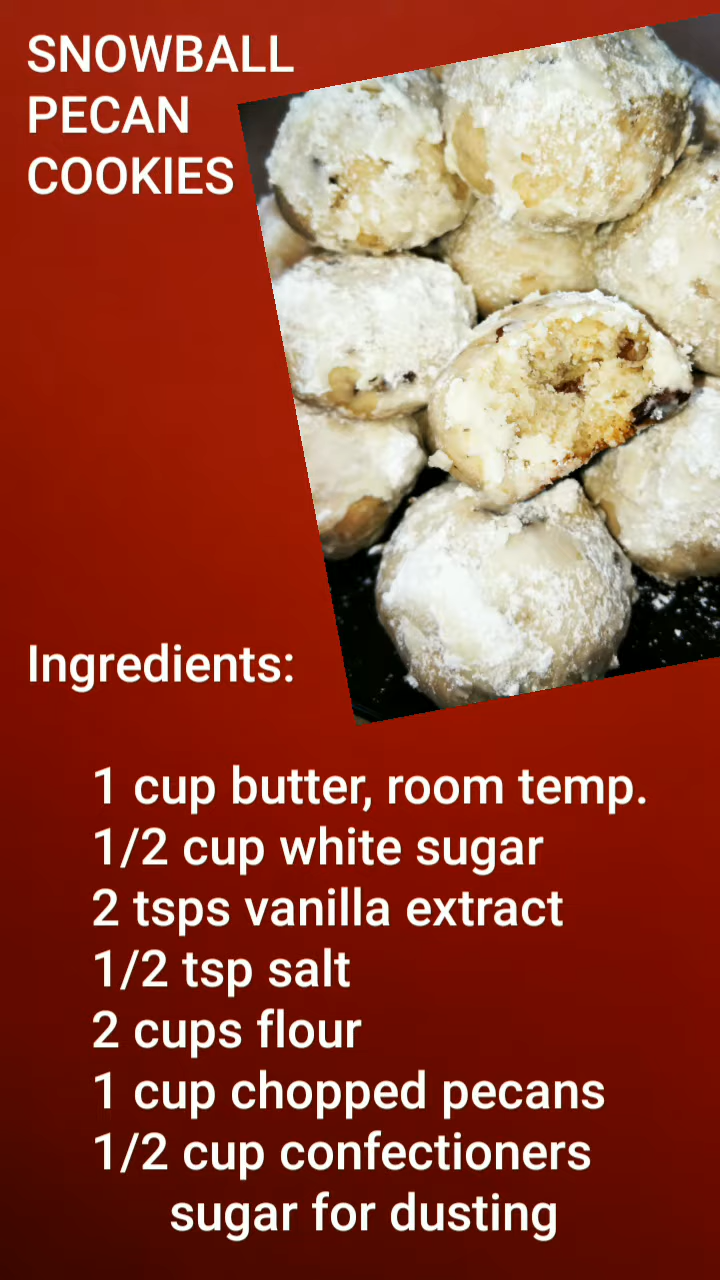 SNOWBALL
PECAN
COOKIES
Ingredients:
1 cup butter, room temp.
1/2 cup white sugar
2 tsps vanilla extract
1/2 tsp salt
2 cups flour
1 cup chopped pecans
1/2 cup confectioners
sugar for dusting